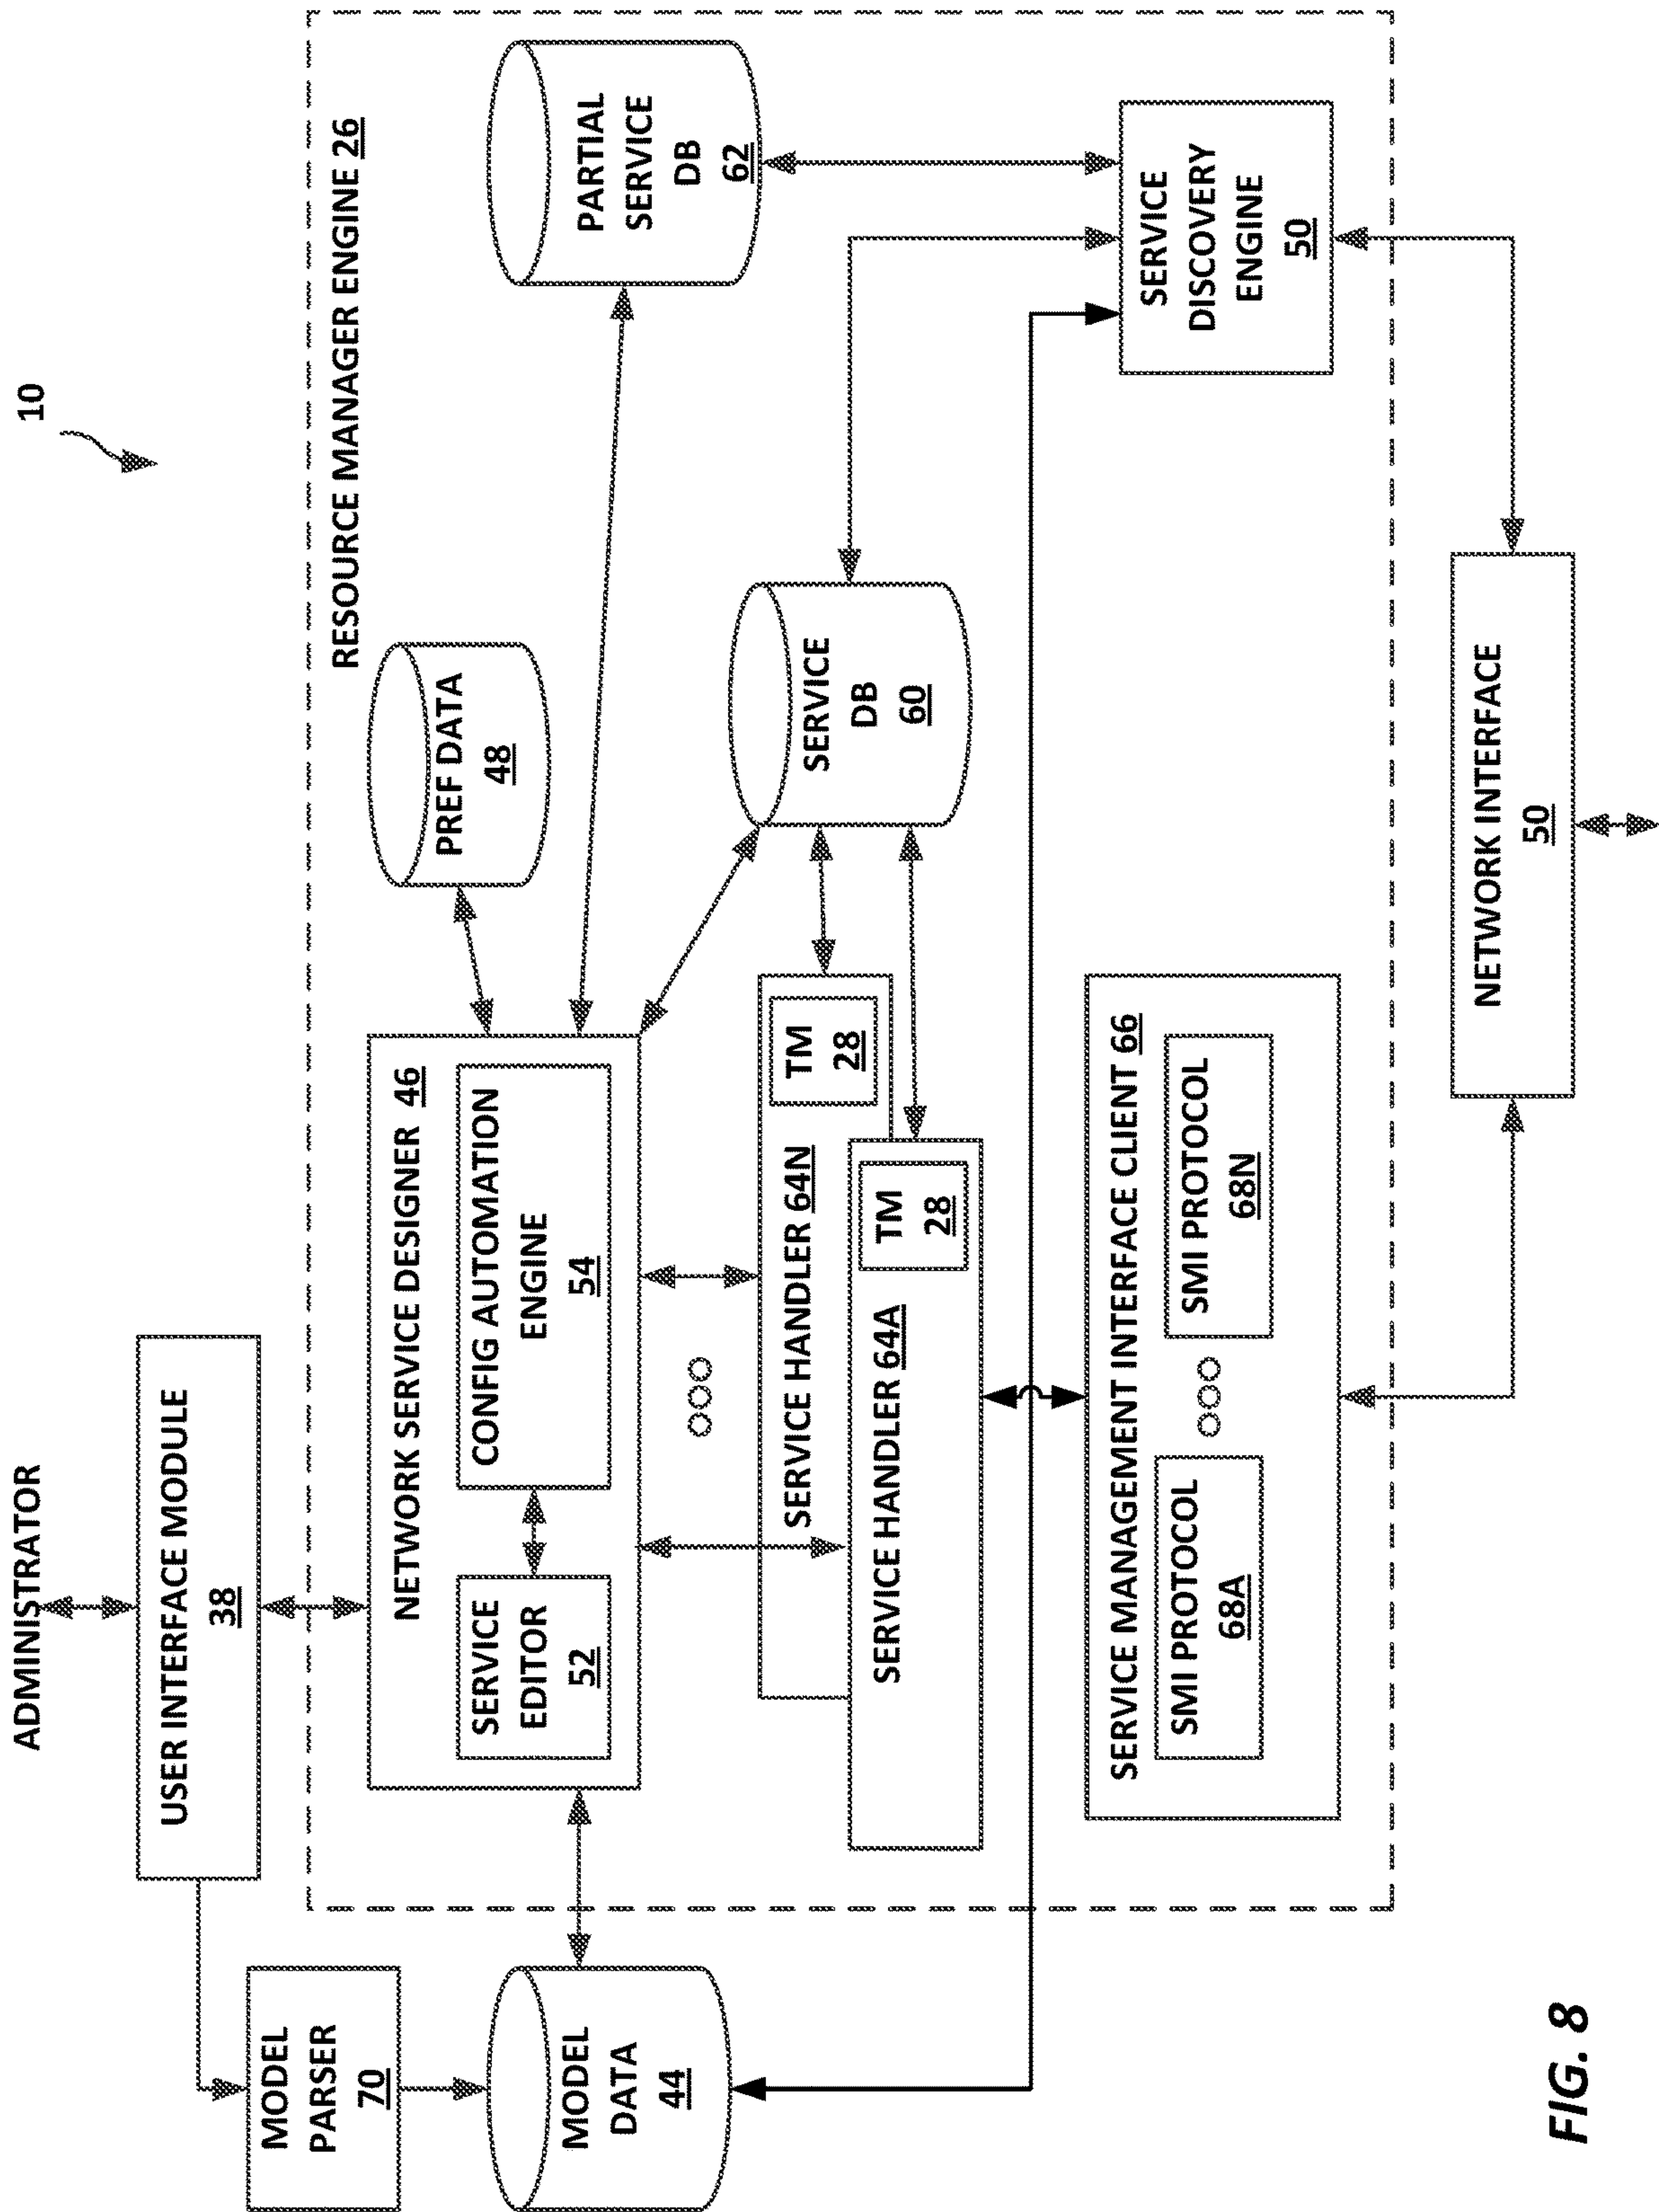 10
ADMINISTRATOR
USER INTERFACE MODULE
38
MODEL
PARSER
70
RESOURCE MANAGER ENGINE 26
NETWORK SERVICE DESIGNER 46
SERVICE
EDITOR
52
CONFIG AUTOMATION
ENGINE
54
PREF DATA
48
PARTIAL
SERVICE
DB
62
MODEL
DATA
44
SERVICE HANDLER 64N
TM
28
SERVICE HANDLER 64A
TM
28
SERVICE
DB
60
SERVICE MANAGEMENT INTERFACE CLIENT 66
SMI PROTOCOL
68A
SMI PROTOCOL
68N
SERVICE
DISCOVERY
ENGINE
50
NETWORK INTERFACE
50
FIG. 8